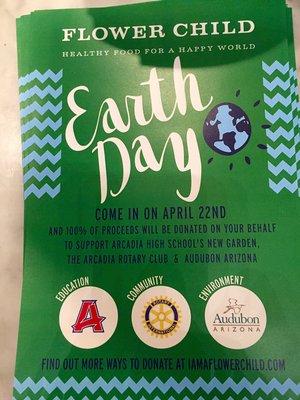 FLOWER CHILD
HEALTHY FOOD FOR A HAPPY WORLD
Earth
Day
COME IN ON APRIL 22ND
AND 100% OF PROCEEDS WILL BE DONATED ON YOUR BEHALF
TO SUPPORT ARCADIA HIGH SCHOOL'S NEW GARDEN,
THE ARCADIA ROTARY CLUB & AUDUBON ARIZONA
EDUCATION
COMMUNITY
ENVIRONMENT
A
Audubon
ARIZONA
FIND OUT MORE WAYS TO DONATE AT IAMAFLOWERCHILD.COM